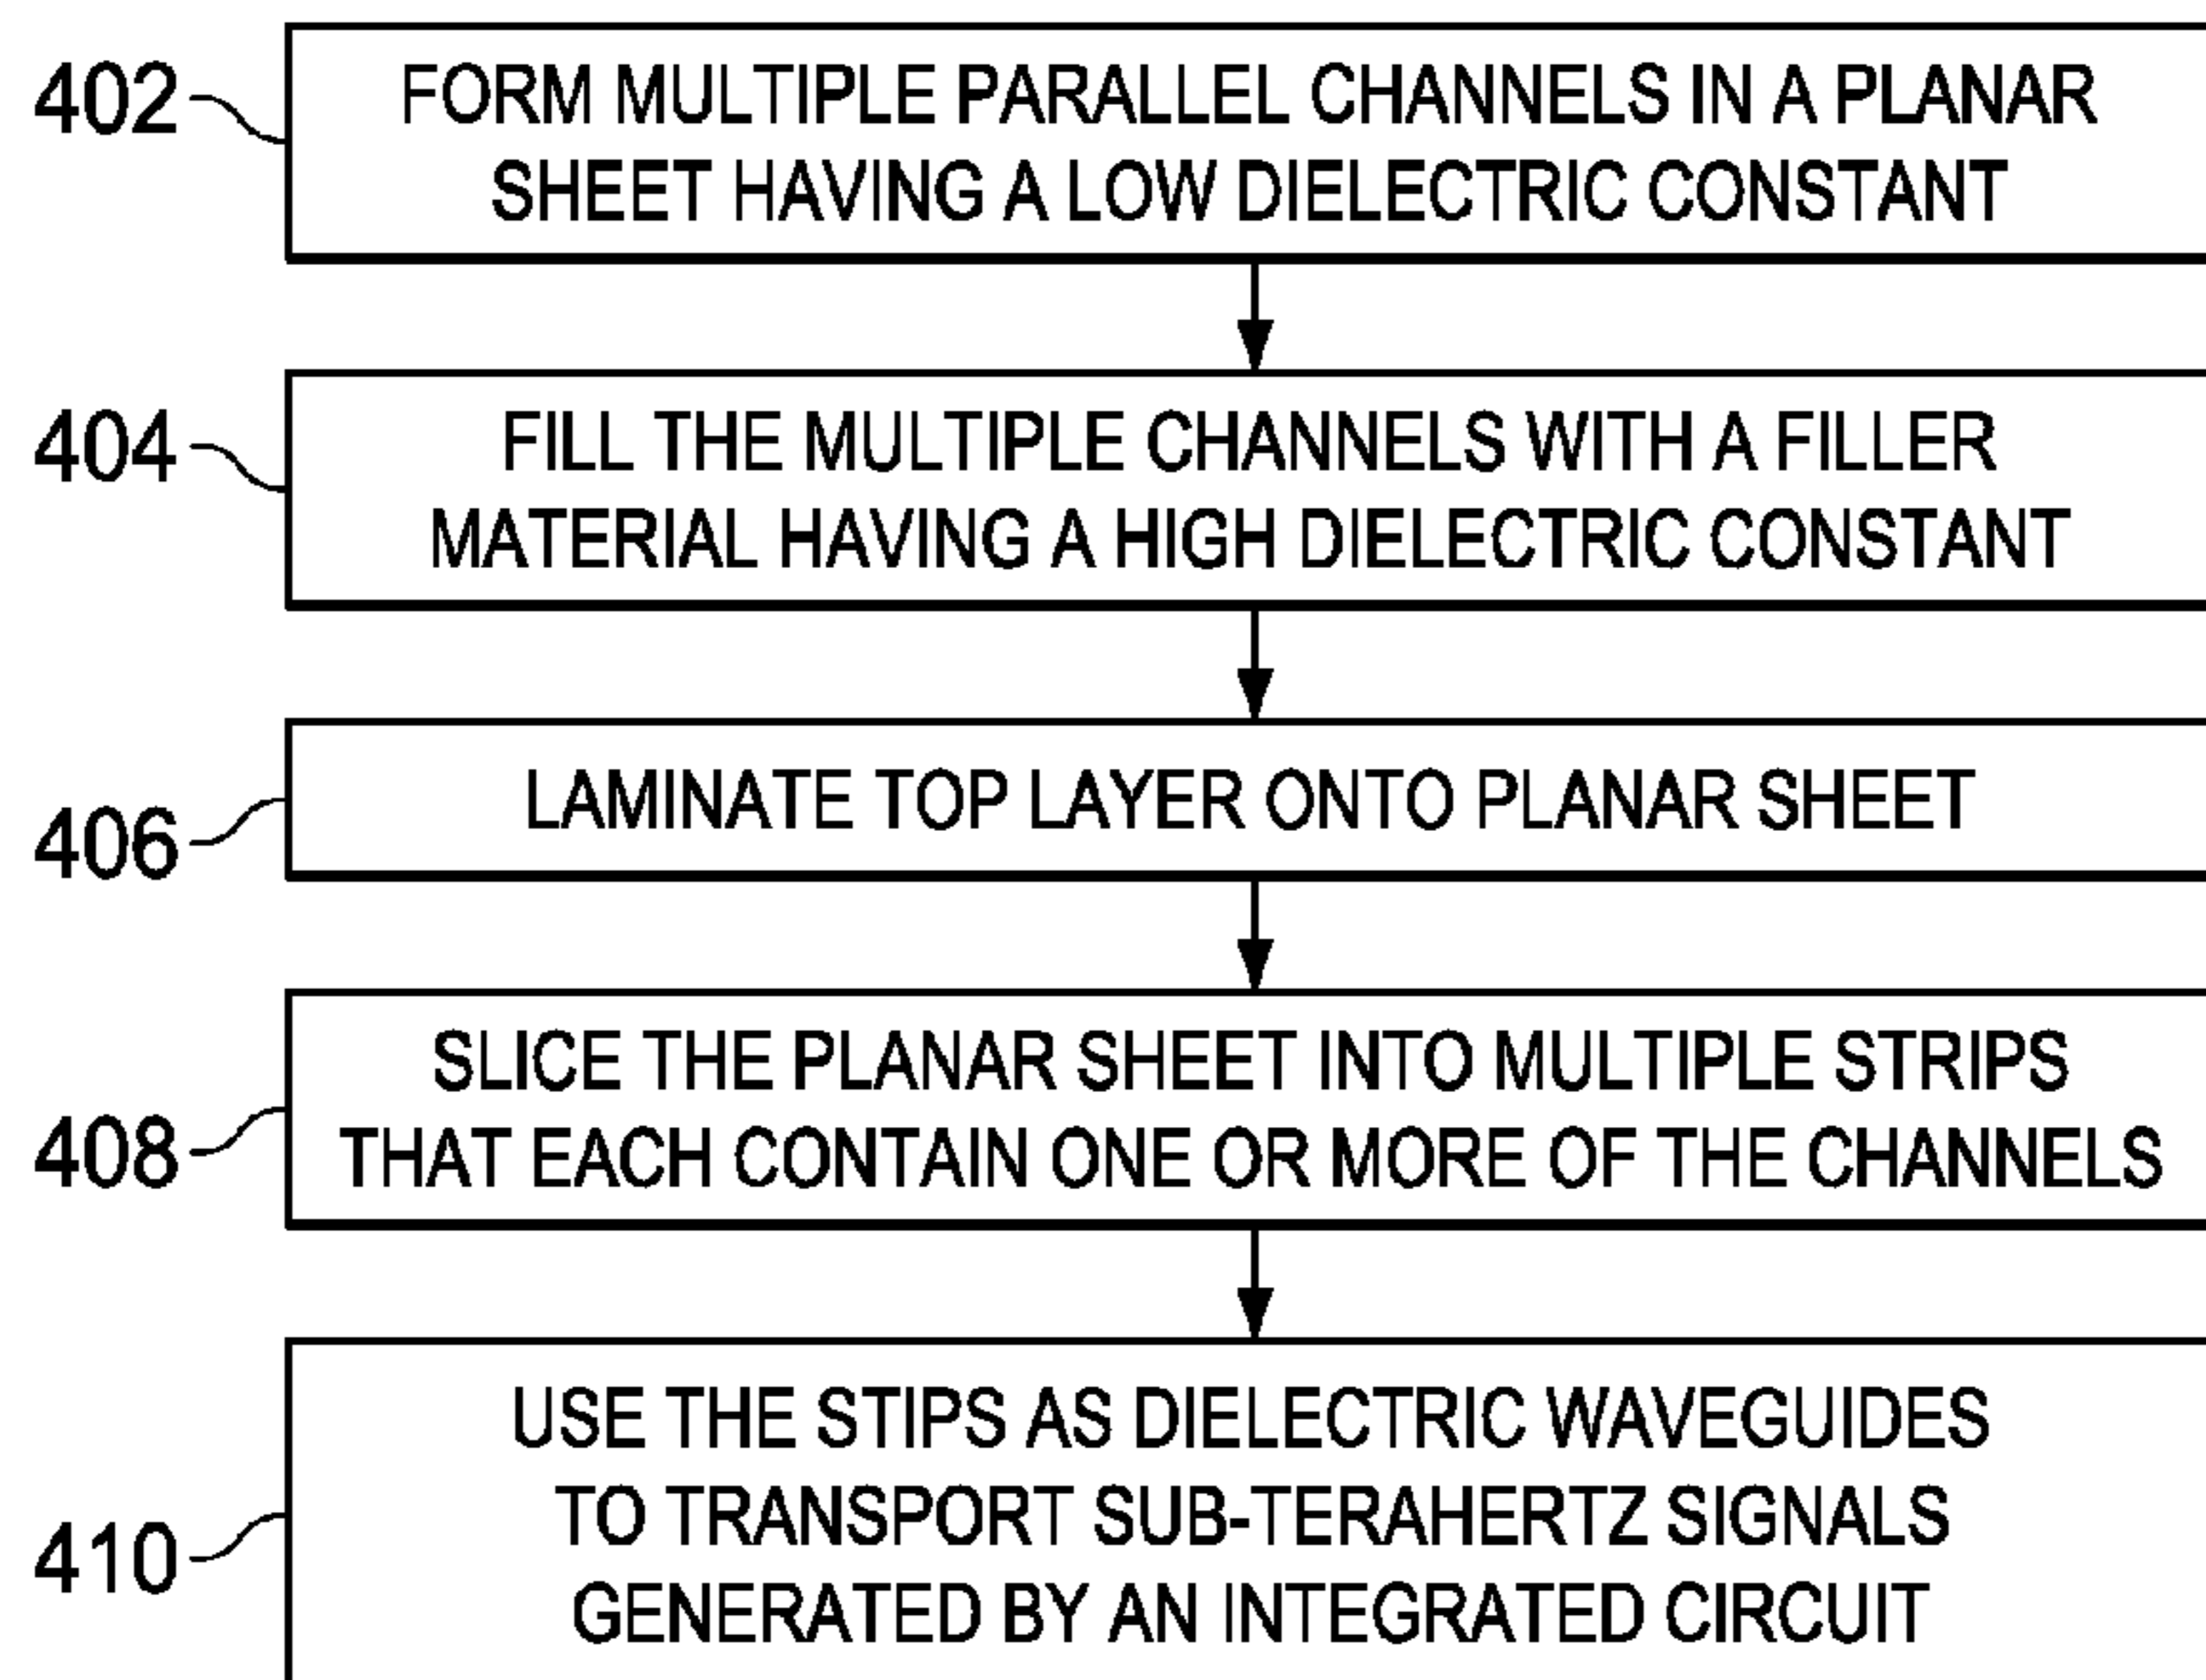 402
FORM MULTIPLE PARALLEL CHANNELS IN A PLANAR
SHEET HAVING A LOW DIELECTRIC CONSTANT
404
FILL THE MULTIPLE CHANNELS WITH A FILLER
MATERIAL HAVING A HIGH DIELECTRIC CONSTANT
406
LAMINATE TOP LAYER ONTO PLANAR SHEET
408
SLICE THE PLANAR SHEET INTO MULTIPLE STRIPS
THAT EACH CONTAIN ONE OR MORE OF THE CHANNELS
410
USE THE STIPS AS DIELECTRIC WAVEGUIDES
TO TRANSPORT SUB-TERAHERTZ SIGNALS
GENERATED BY AN INTEGRATED CIRCUIT